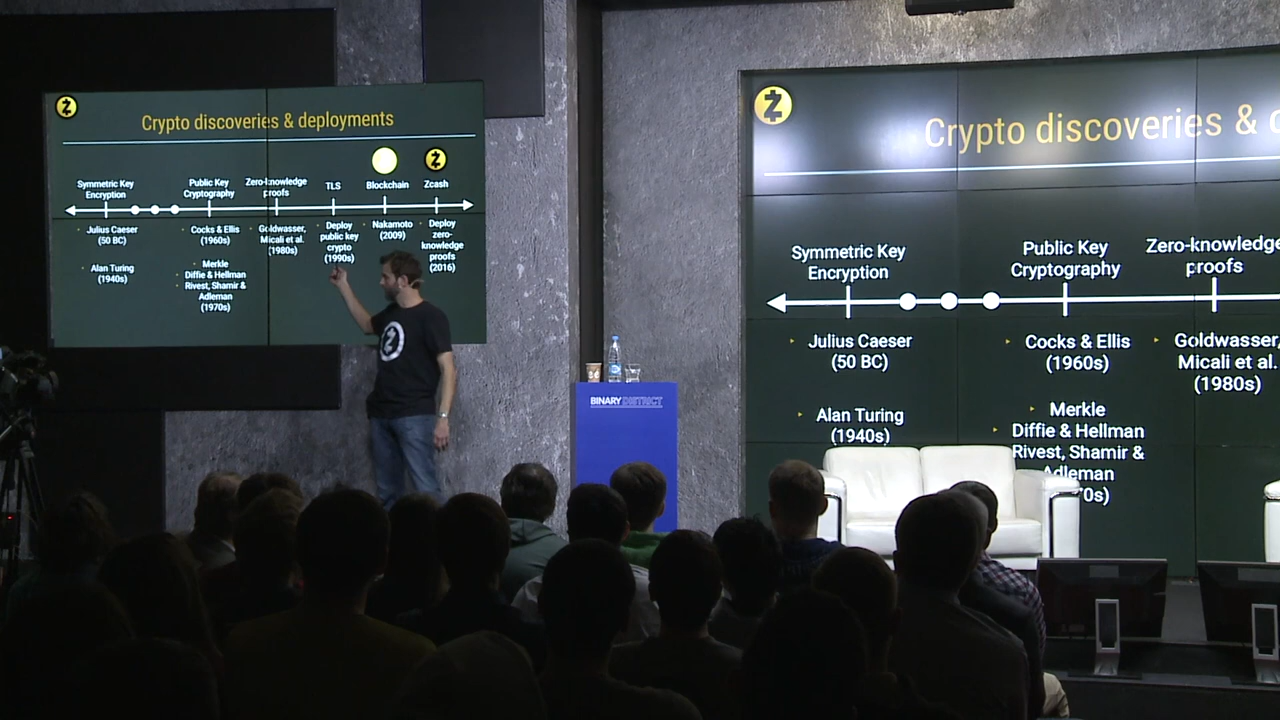 Crypto discoveries & deployments
Symmetric Key
Encryption
Public Key
Cryptography
Zero-knowledge
proofs
TLS
Blockchain
Zcash
Julius Caeser
(50 BC)
Alan Turing
(1940s)
Cocks & Ellis
(1960s)
Merkle
Diffie & Hellman
Rivest, Shamir &
Adleman
(1970s)
Goldwasser,
Micali et al.
(1980s)
Deploy
public key
crypto
(1990s)
Nakamoto
(2009)
Deploy
zero-
knowledge
proofs
(2016)
BINARY DISTRICT
Crypto discoveries &
Symmetric Key
Encryption
Public Key
Cryptography
Zero-knowledge
proofs
Julius Caeser
(50 BC)
Alan Turing
(1940s)
Cocks & Ellis
(1960s)
Merkle
Diffie & Hellman
Rivest, Shamir &
Adleman
70s)
Goldwasser,
Micali et al.
(1980s)